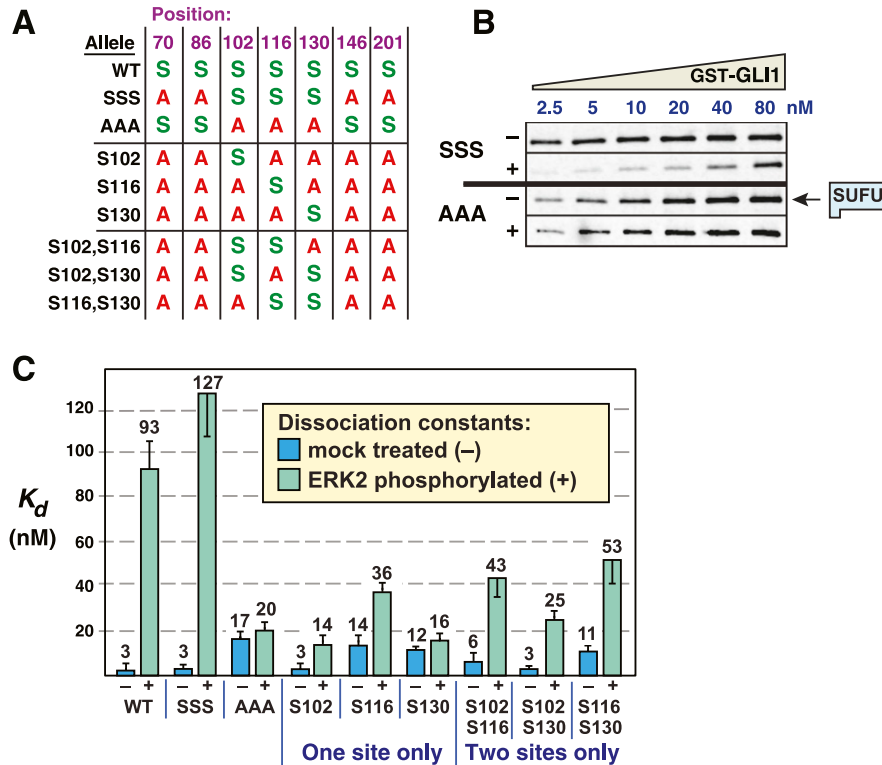 A
Position:
Allele 70 86 102 116 130 146 201
WT S S S S S S S
SSS A A S S S A A
AAA S S A A A S S
S102 A A S A A A A
S116 A A A S A A A
S130 A A A A S A A
S102,S116 A A S S A A A
S102,S130 A A S A S A A
S116,S130 A A A S S A A
B
GST-GLI1
2.5 5 10 20 40 80 nM
SSS
–
+
AAA
–
+
SUFU
C
Kd
(nM)
120
100
80
60
40
20
Dissociation constants:
mock treated (–)
ERK2 phosphorylated (+)
3 93 3 127 17 20 3 14 14 36 12 16 6 43 3 25 11 53
– + – + – + – + – + – + – + – + – +
WT SSS AAA S102 S116 S130 S102 S102 S116
S116 S130 S130
One site only Two sites only